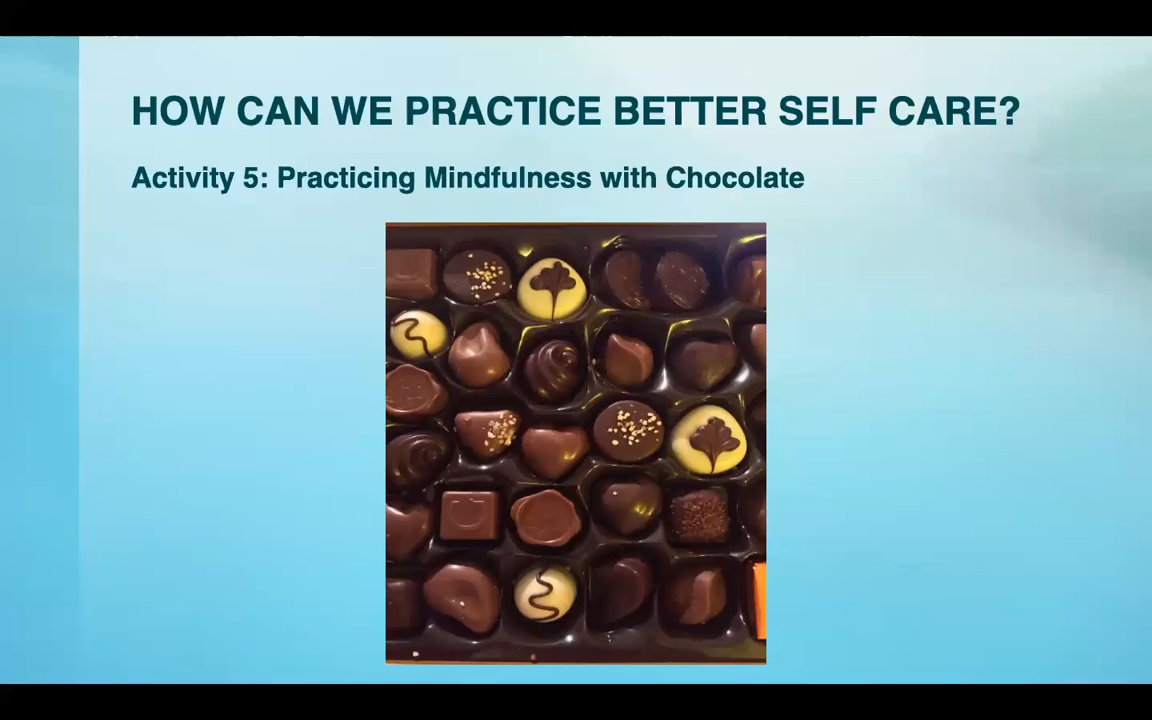 HOW CAN WE PRACTICE BETTER SELF CARE?
Activity 5: Practicing Mindfulness with Chocolate